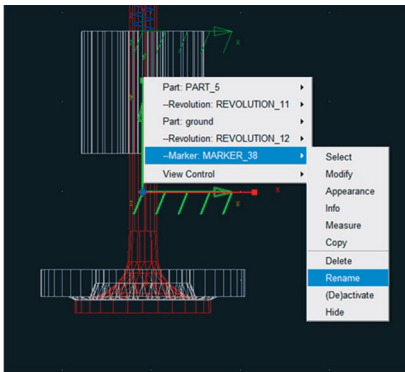 x
Part: PART_5
--Revolution: REVOLUTION_11
Part: ground
--Revolution: REVOLUTION_12
--Marker: MARKER_38
View Control
Select
Modify
Appearance
Info
Measure
Copy
Delete
Rename
(De)activate
Hide
x
x